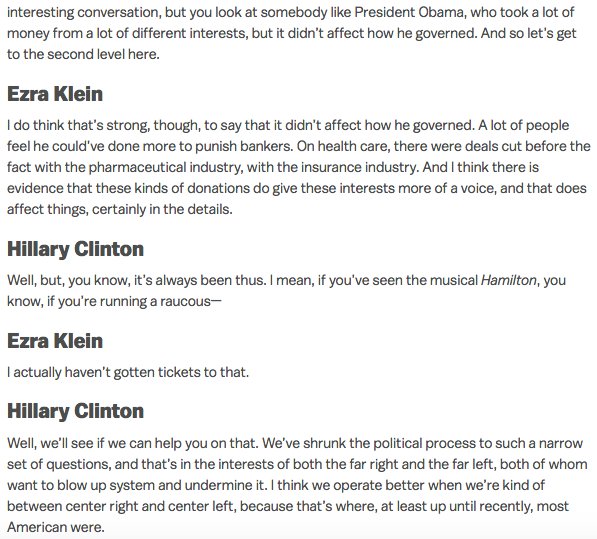 interesting conversation, but you look at somebody like President Obama, who took a lot of
money from a lot of different interests, but it didn't affect how he governed. And so let's get
to the second level here.
Ezra Klein
I do think that's strong, though, to say that it didn't affect how he governed. A lot of people
feel he could've done more to punish bankers. On health care, there were deals cut before the
fact with the pharmaceutical industry, with the insurance industry. And I think there is
evidence that these kinds of donations do give these interests more of a voice, and that does
affect things, certainly in the details.
Hillary Clinton
Well, but, you know, it's always been thus. I mean, if you've seen the musical Hamilton, you
know, if you're running a raucous—
Ezra Klein
I actually haven't gotten tickets to that.
Hillary Clinton
Well, we'll see if we can help you on that. We've shrunk the political process to such a narrow
set of questions, and that's in the interests of both the far right and the far left, both of whom
want to blow up system and undermine it. I think we operate better when we're kind of
between center right and center left, because that's where, at least up until recently, most
American were.